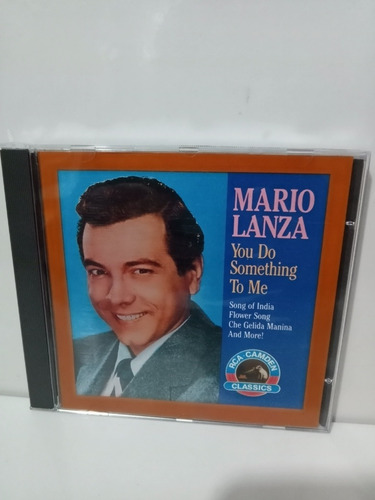 MARIO
LANZA
You Do
Something
To Me
Song of India
Flower Song
Che Gelida Manina
And More!
RCA CAMDEN
CLASSICS